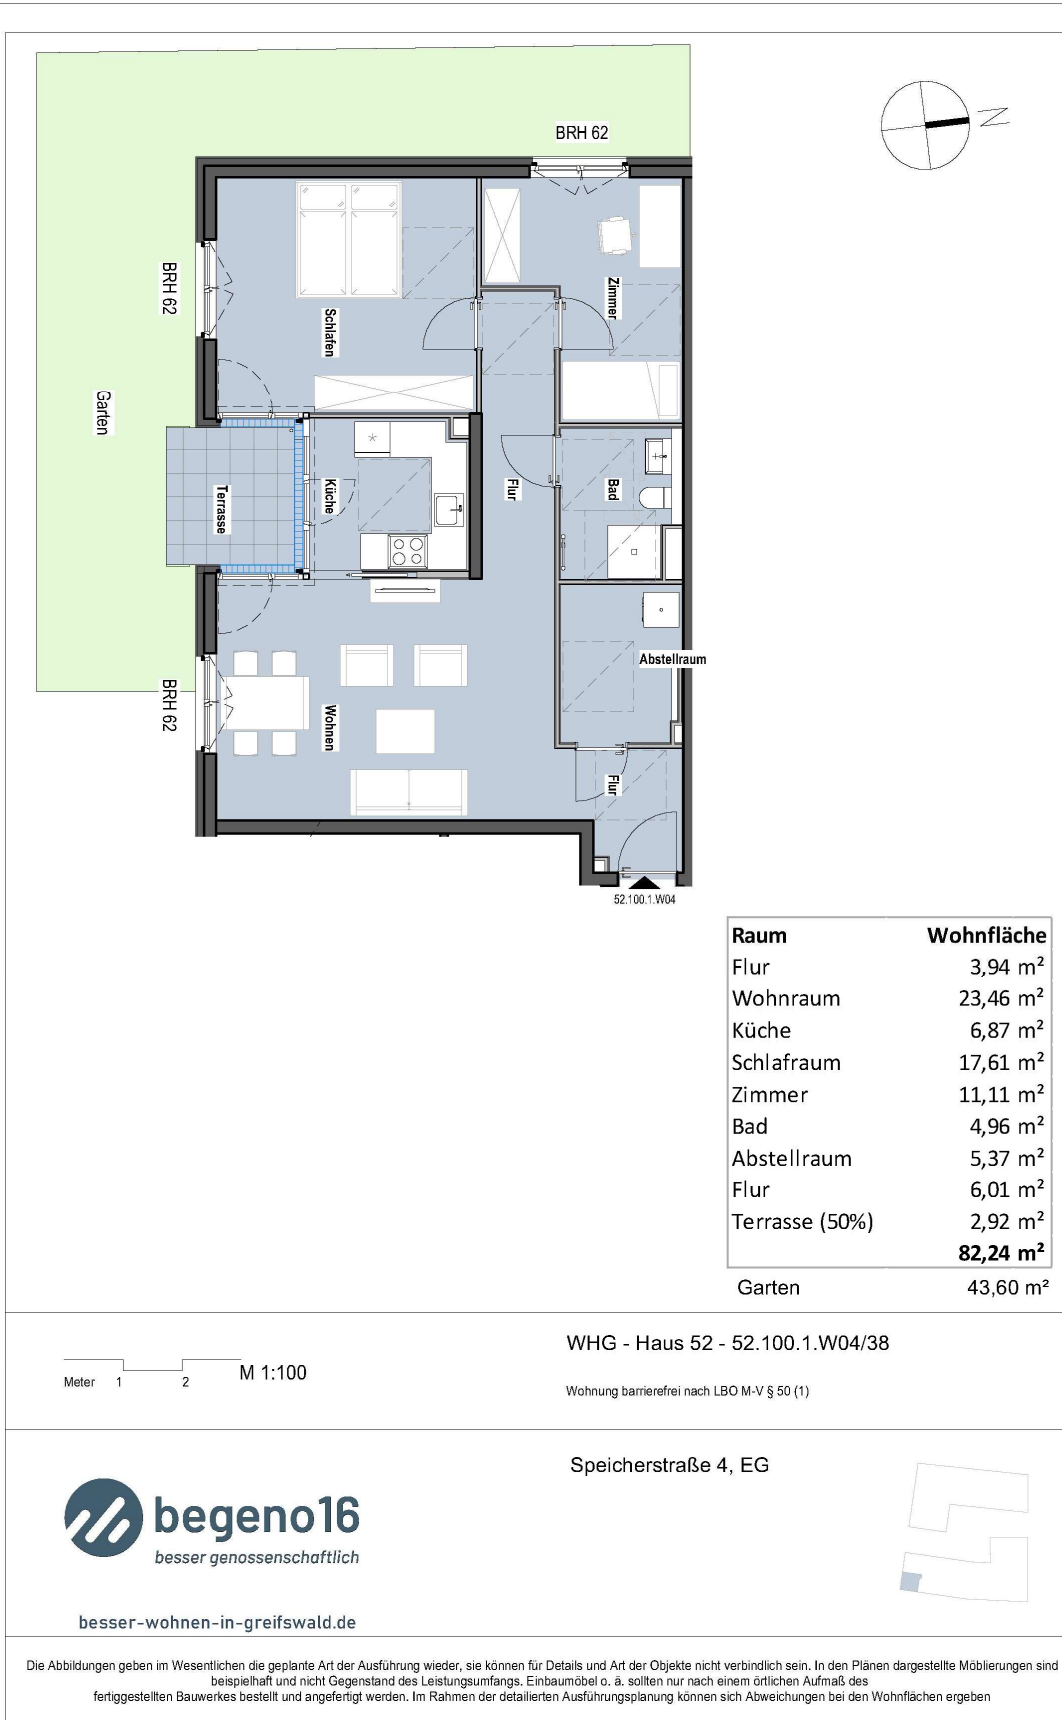 BRH 62
N
BRH 62
Zimmer
Schlafen
Garten
Terrasse
Küche
Flur
Bad
Abstellraum
BRH 62
Wohnen
Flur
52.100.1.W04
Raum Wohnfläche
Flur 3,94 m²
Wohnraum 23,46 m²
Küche 6,87 m²
Schlafraum 17,61 m²
Zimmer 11,11 m²
Bad 4,96 m²
Abstellraum 5,37 m²
Flur 6,01 m²
Terrasse (50%) 2,92 m²
82,24 m²
Garten 43,60 m²
Meter 1 2 M 1:100
WHG - Haus 52 - 52.100.1.W04/38
Wohnung barrierefrei nach LBO M-V § 50 (1)
Speicherstraße 4, EG
begeno16
besser genossenschaftlich
besser-wohnen-in-greifswald.de
Die Abbildungen geben im Wesentlichen die geplante Art der Ausführung wieder, sie können für Details und Art der Objekte nicht verbindlich sein. In den Plänen dargestellte Möblierungen sind
beispielhaft und nicht Gegenstand des Leistungsumfangs. Einbaumöbel o. ä. sollten nur nach einem örtlichen Aufmaß des
fertiggestellten Bauwerkes bestellt und angefertigt werden. Im Rahmen der detailierten Ausführungsplanung können sich Abweichungen bei den Wohnflächen ergeben